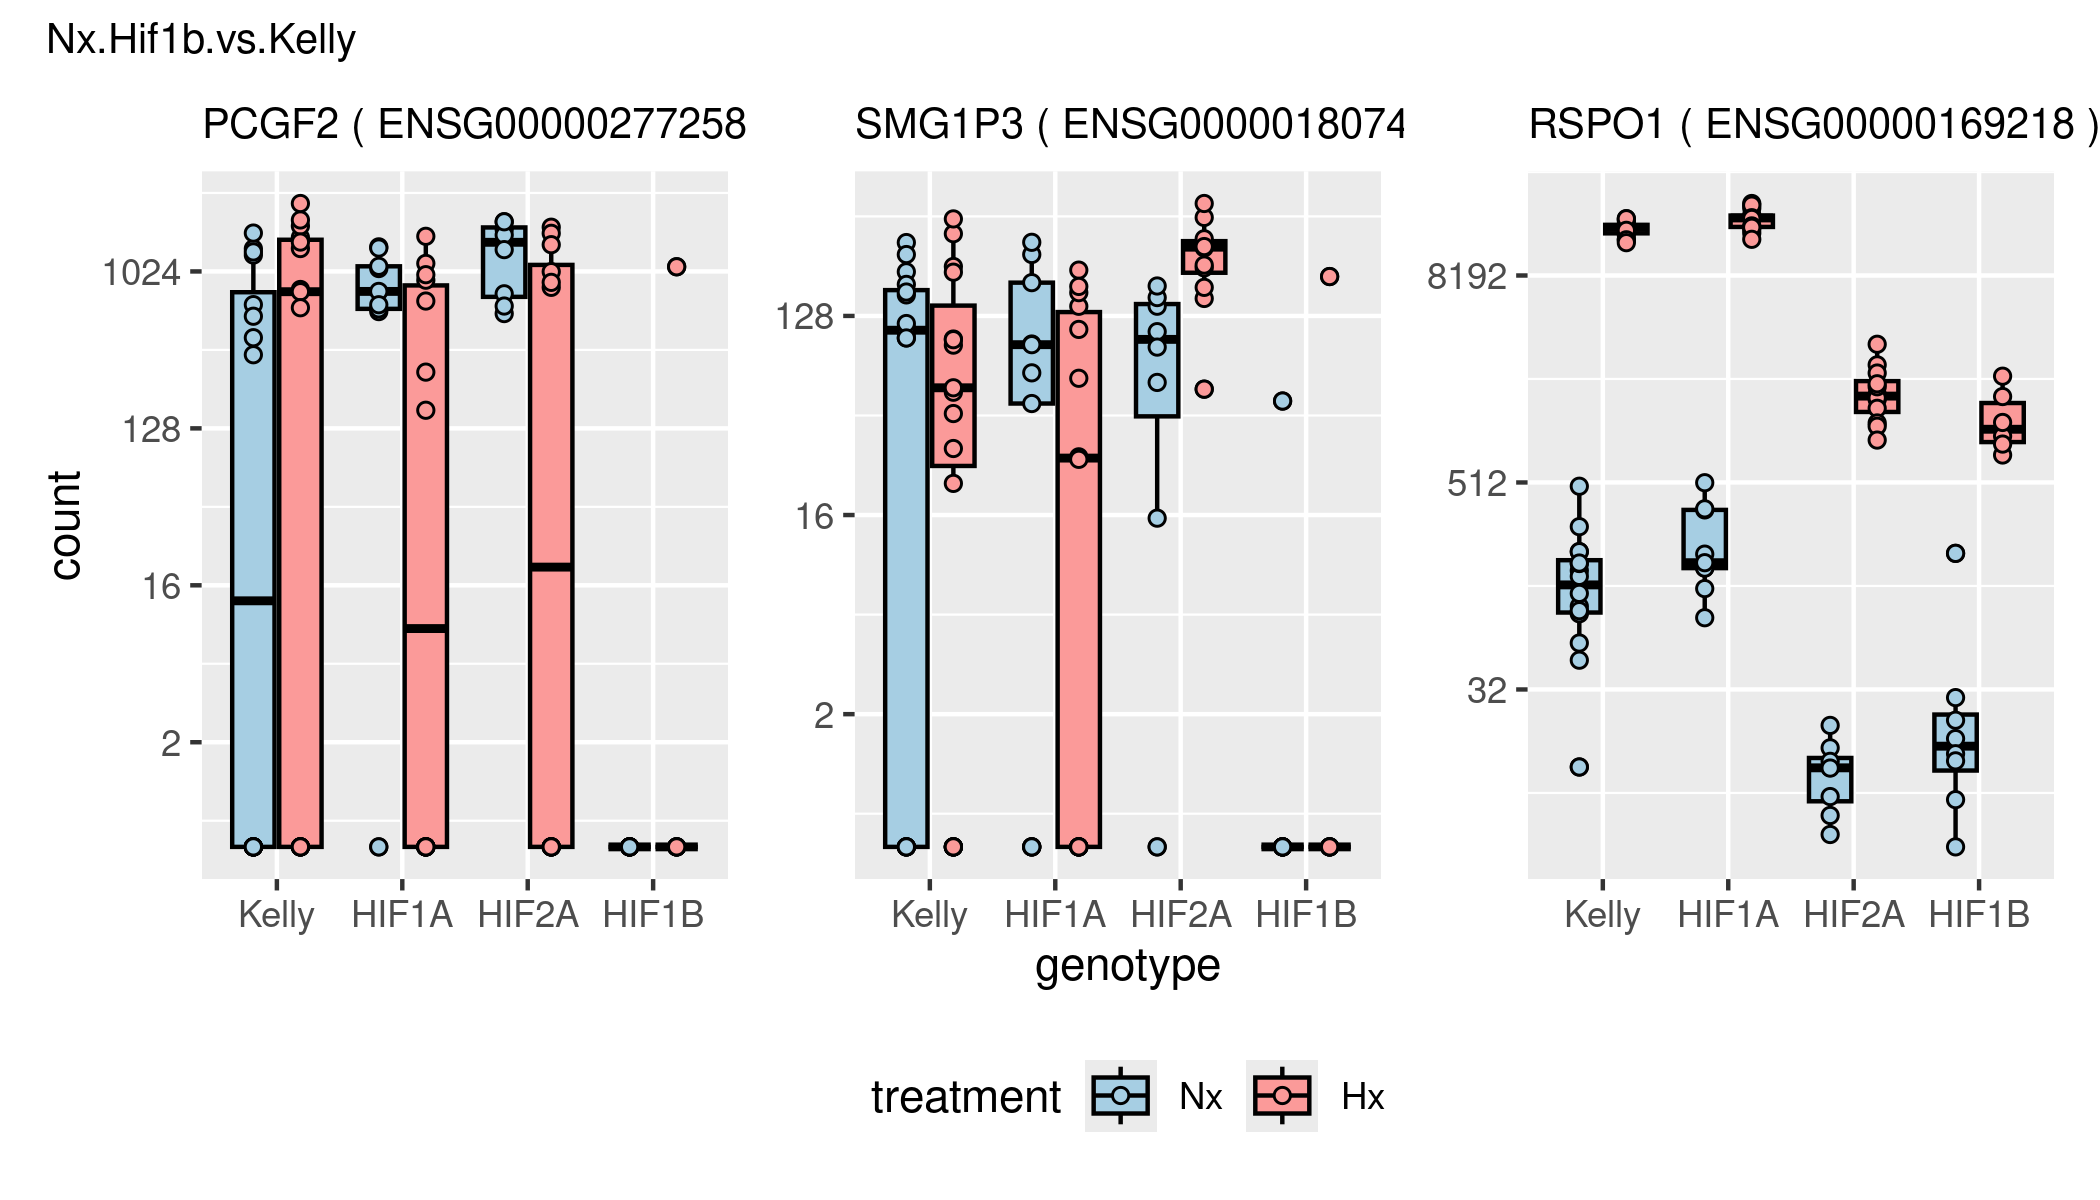 Nx.Hif1b.vs.Kelly
PCGF2 ( ENSG00000277258
SMG1P3 ( ENSG0000018074
RSPO1 ( ENSG00000169218 )
count
1024
128
16
2
128
16
2
8192
512
32
Kelly HIF1A HIF2A HIF1B
Kelly HIF1A HIF2A HIF1B
Kelly HIF1A HIF2A HIF1B
genotype
treatment Nx Hx